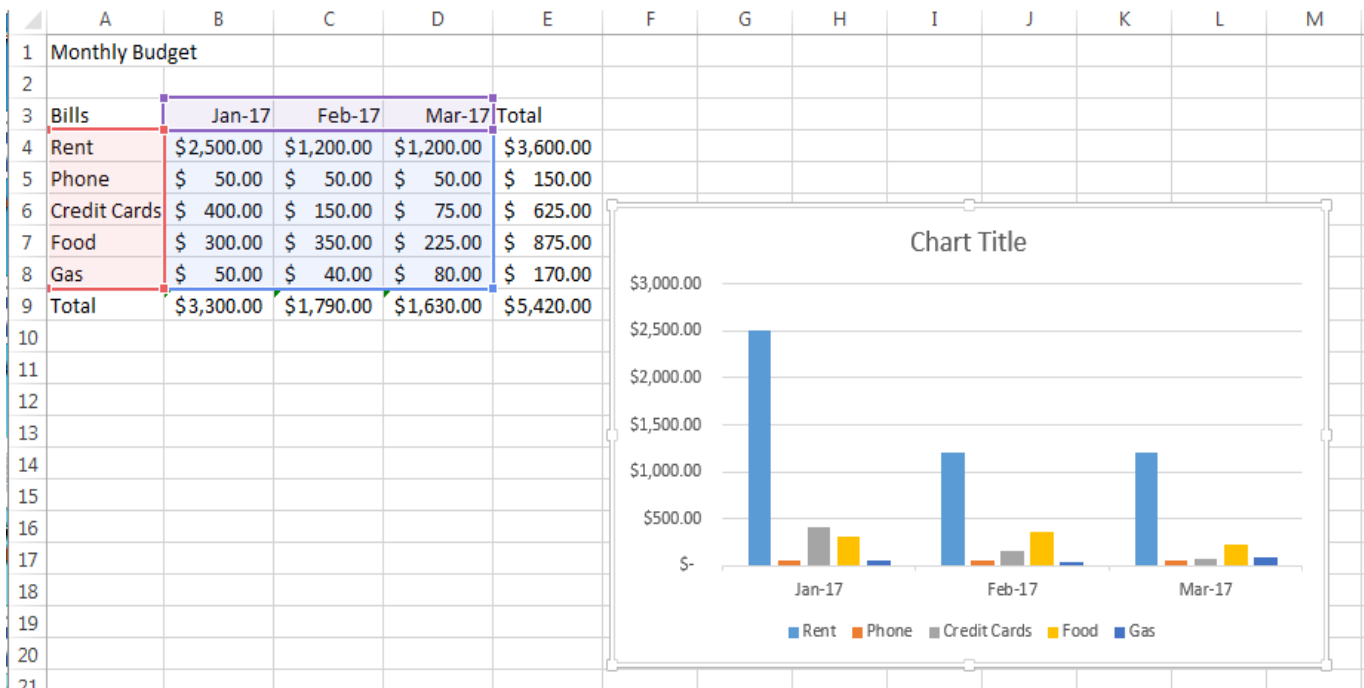 A B C D E F G H I J K L M
1 Monthly Budget
2
3 Bills Jan-17 Feb-17 Mar-17 Total
4 Rent $2,500.00 $1,200.00 $1,200.00 $3,600.00
5 Phone $ 50.00 $ 50.00 $ 50.00 $ 150.00
6 Credit Cards $ 400.00 $ 150.00 $ 75.00 $ 625.00
7 Food $ 300.00 $ 350.00 $ 225.00 $ 875.00
8 Gas $ 50.00 $ 40.00 $ 80.00 $ 170.00
9 Total $3,300.00 $1,790.00 $1,630.00 $5,420.00
10
11
12
13
14
15
16
17
18
19
20
21
Chart Title
$3,000.00
$2,500.00
$2,000.00
$1,500.00
$1,000.00
$500.00
$-
Jan-17 Feb-17 Mar-17
Rent Phone Credit Cards Food Gas